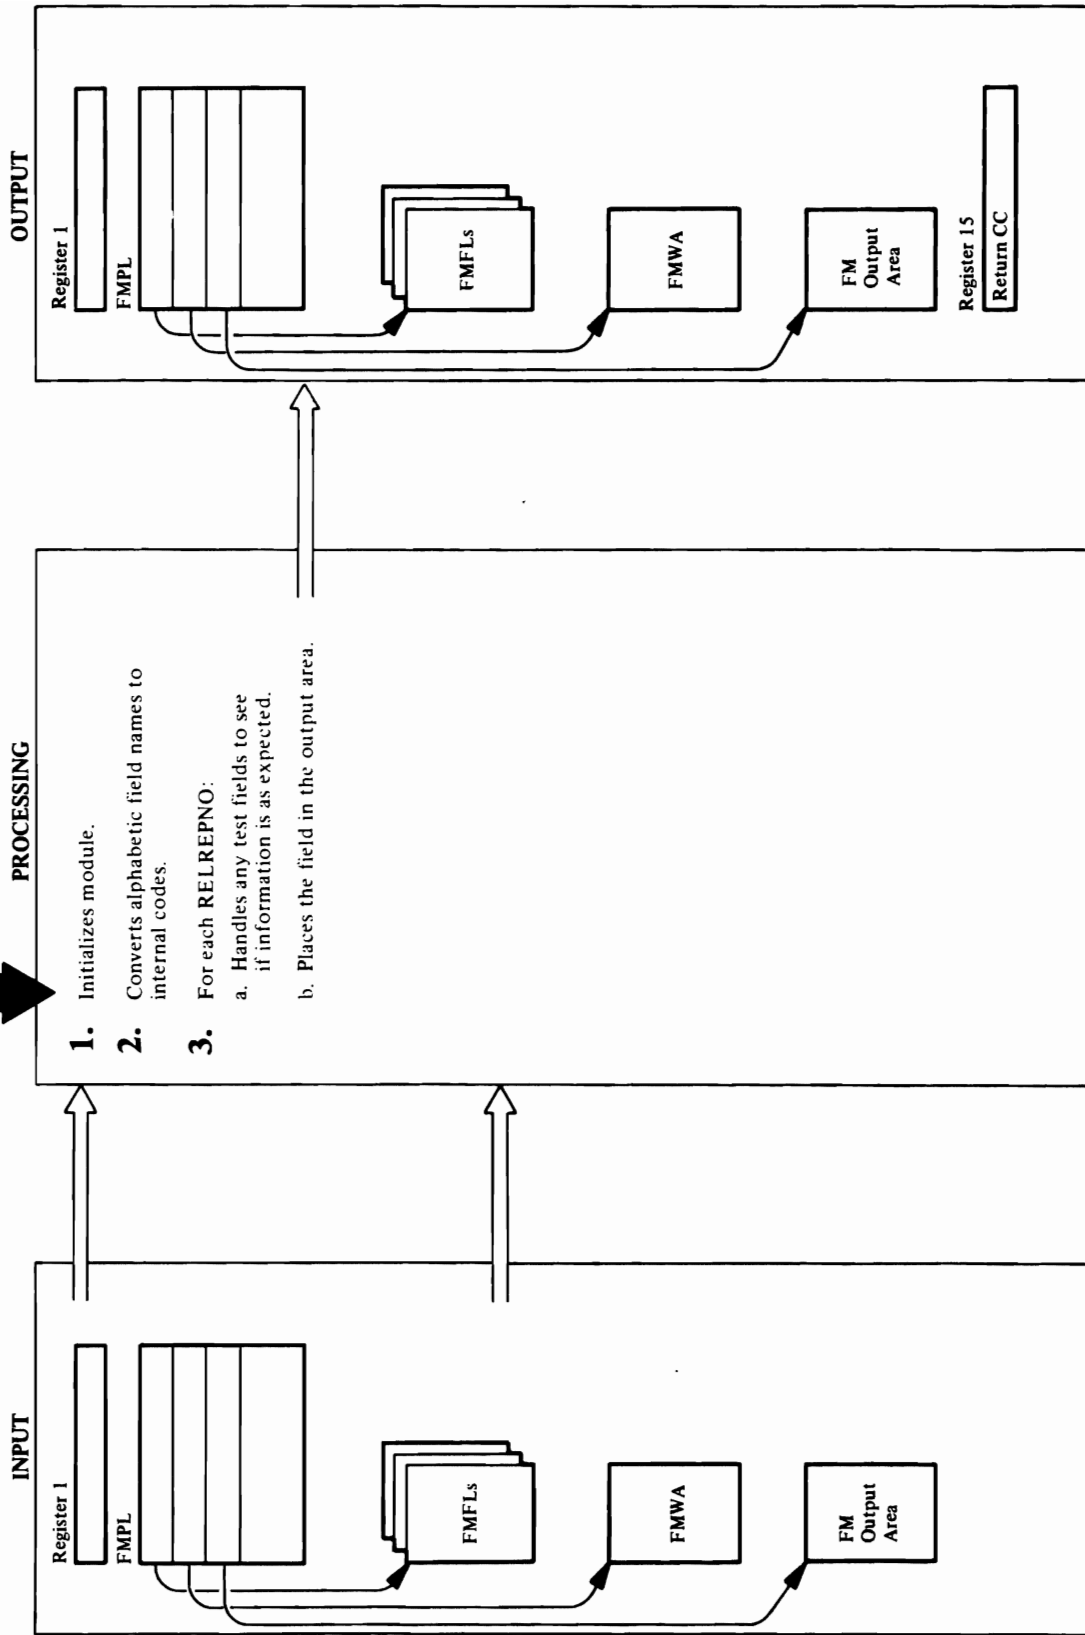 INPUT
Register 1
FMPL
FMFLs
FMWA
FM
Output
Area
PROCESSING
1. Initializes module.
2. Converts alphabetic field names to
internal codes.
3. For each RELREPNO:
a. Handles any test fields to see
if information is as expected.
b. Places the field in the output area.
OUTPUT
Register 1
FMPL
FMFLs
FMWA
FM
Output
Area
Register 15
Return CC